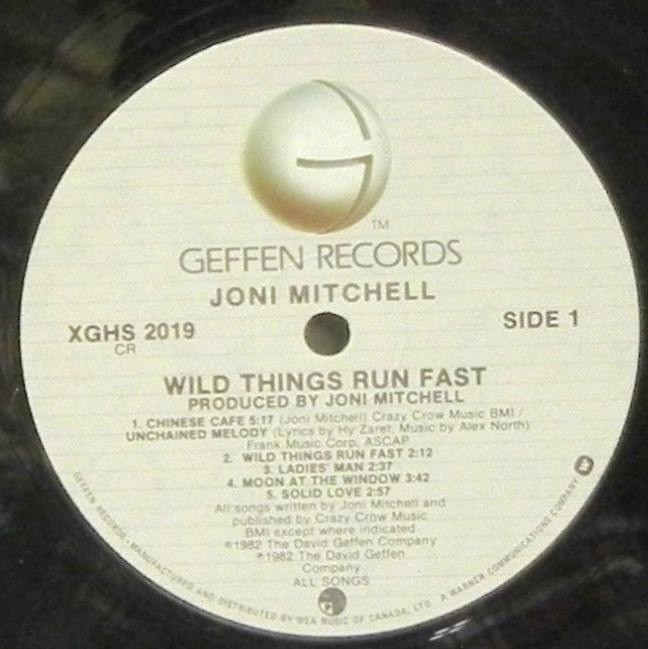 TM
GEFFEN RECORDS
JONI MITCHELL
XGHS 2019
CR
SIDE 1
WILD THINGS RUN FAST
PRODUCED BY JONI MITCHELL
1. CHINESE CAFE 5:17 (Joni Mitchell) Crazy Crow Music BMI /
UNCHAINED MELODY (Lyrics by Hy Zaret, Music by Alex North)
Frank Music Corp. ASCAP
2. WILD THINGS RUN FAST 2:12
3. LADIES' MAN 2:37
4. MOON AT THE WINDOW 3:42
5. SOLID LOVE 2:57
All songs written by Joni Mitchell and
published by Crazy Crow Music
BMI except where indicated
©1982 The David Geffen Company
℗1982 The David Geffen
Company
ALL SONGS
GEFFEN RECORDS • MANUFACTURED AND DISTRIBUTED BY WEA MUSIC OF CANADA, LTD. A WARNER COMMUNICATIONS COMPANY